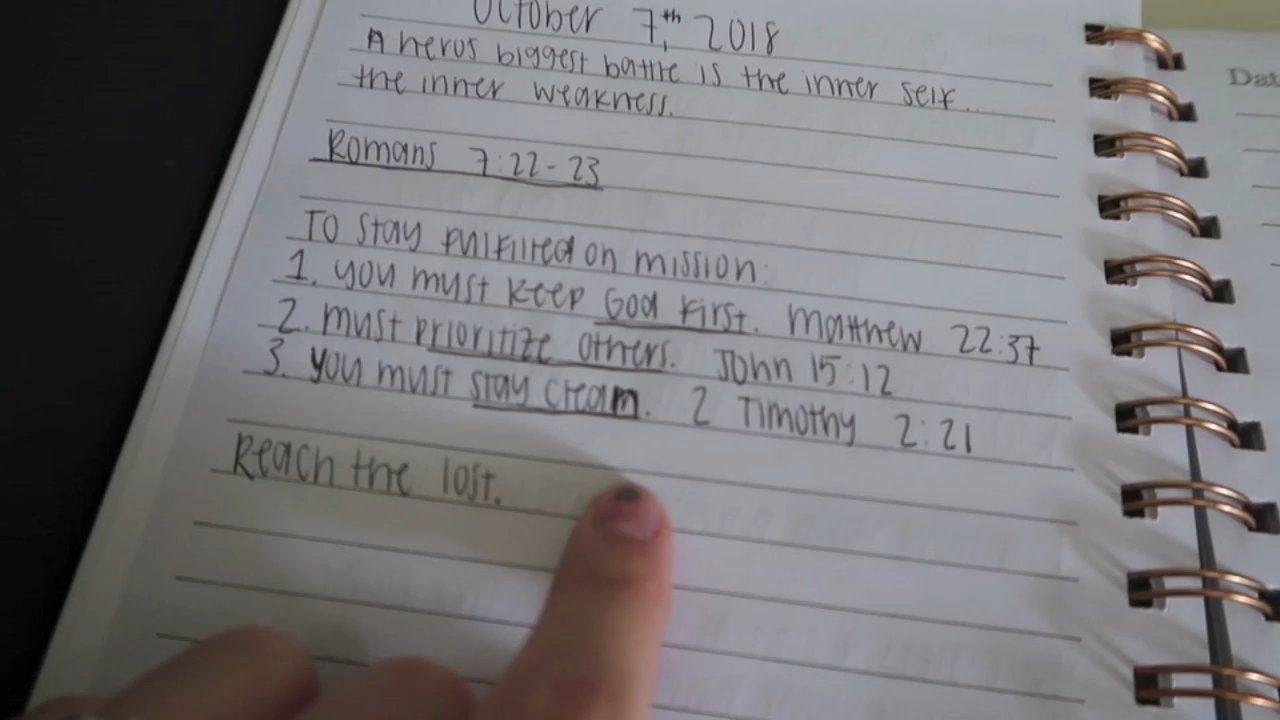 October 7th, 2018
A heros biggest battle is the inner self...
the inner weakness.
Romans 7:22-23
To stay fulfilled on mission:
1. you must keep God first. Matthew 22:37
2. must prioritize others. John 15:12
3. you must stay cream. 2 Timothy 2:21
Reach the lost.
Dat